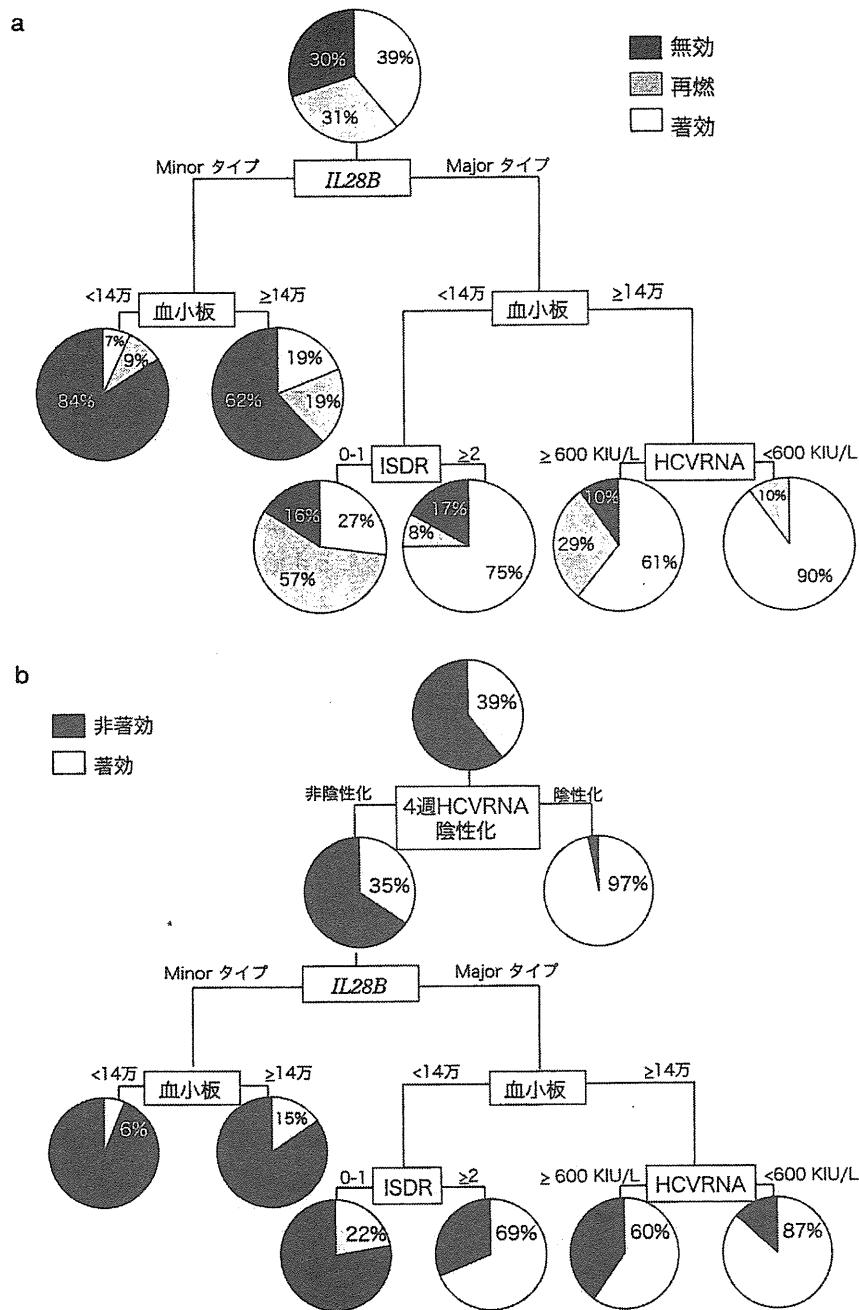 a
30%
39%
31%
無効
再燃
著効
Minor タイプ
IL28B
Major タイプ
<14万
血小板
≥14万
<14万
血小板
≥14万
7%
9%
84%
19%
62%
19%
0-1
ISDR
≥2
≥ 600 KIU/L
HCVRNA
<600 KIU/L
16%
27%
57%
17%
8%
75%
10%
29%
61%
10%
90%
b
非著効
著効
39%
非陰性化
4週HCVRNA
陰性化
陰性化
35%
97%
Minor タイプ
IL28B
Major タイプ
<14万
血小板
≥14万
<14万
血小板
≥14万
6%
15%
0-1
ISDR
≥2
≥ 600 KIU/L
HCVRNA
<600 KIU/L
22%
69%
60%
87%